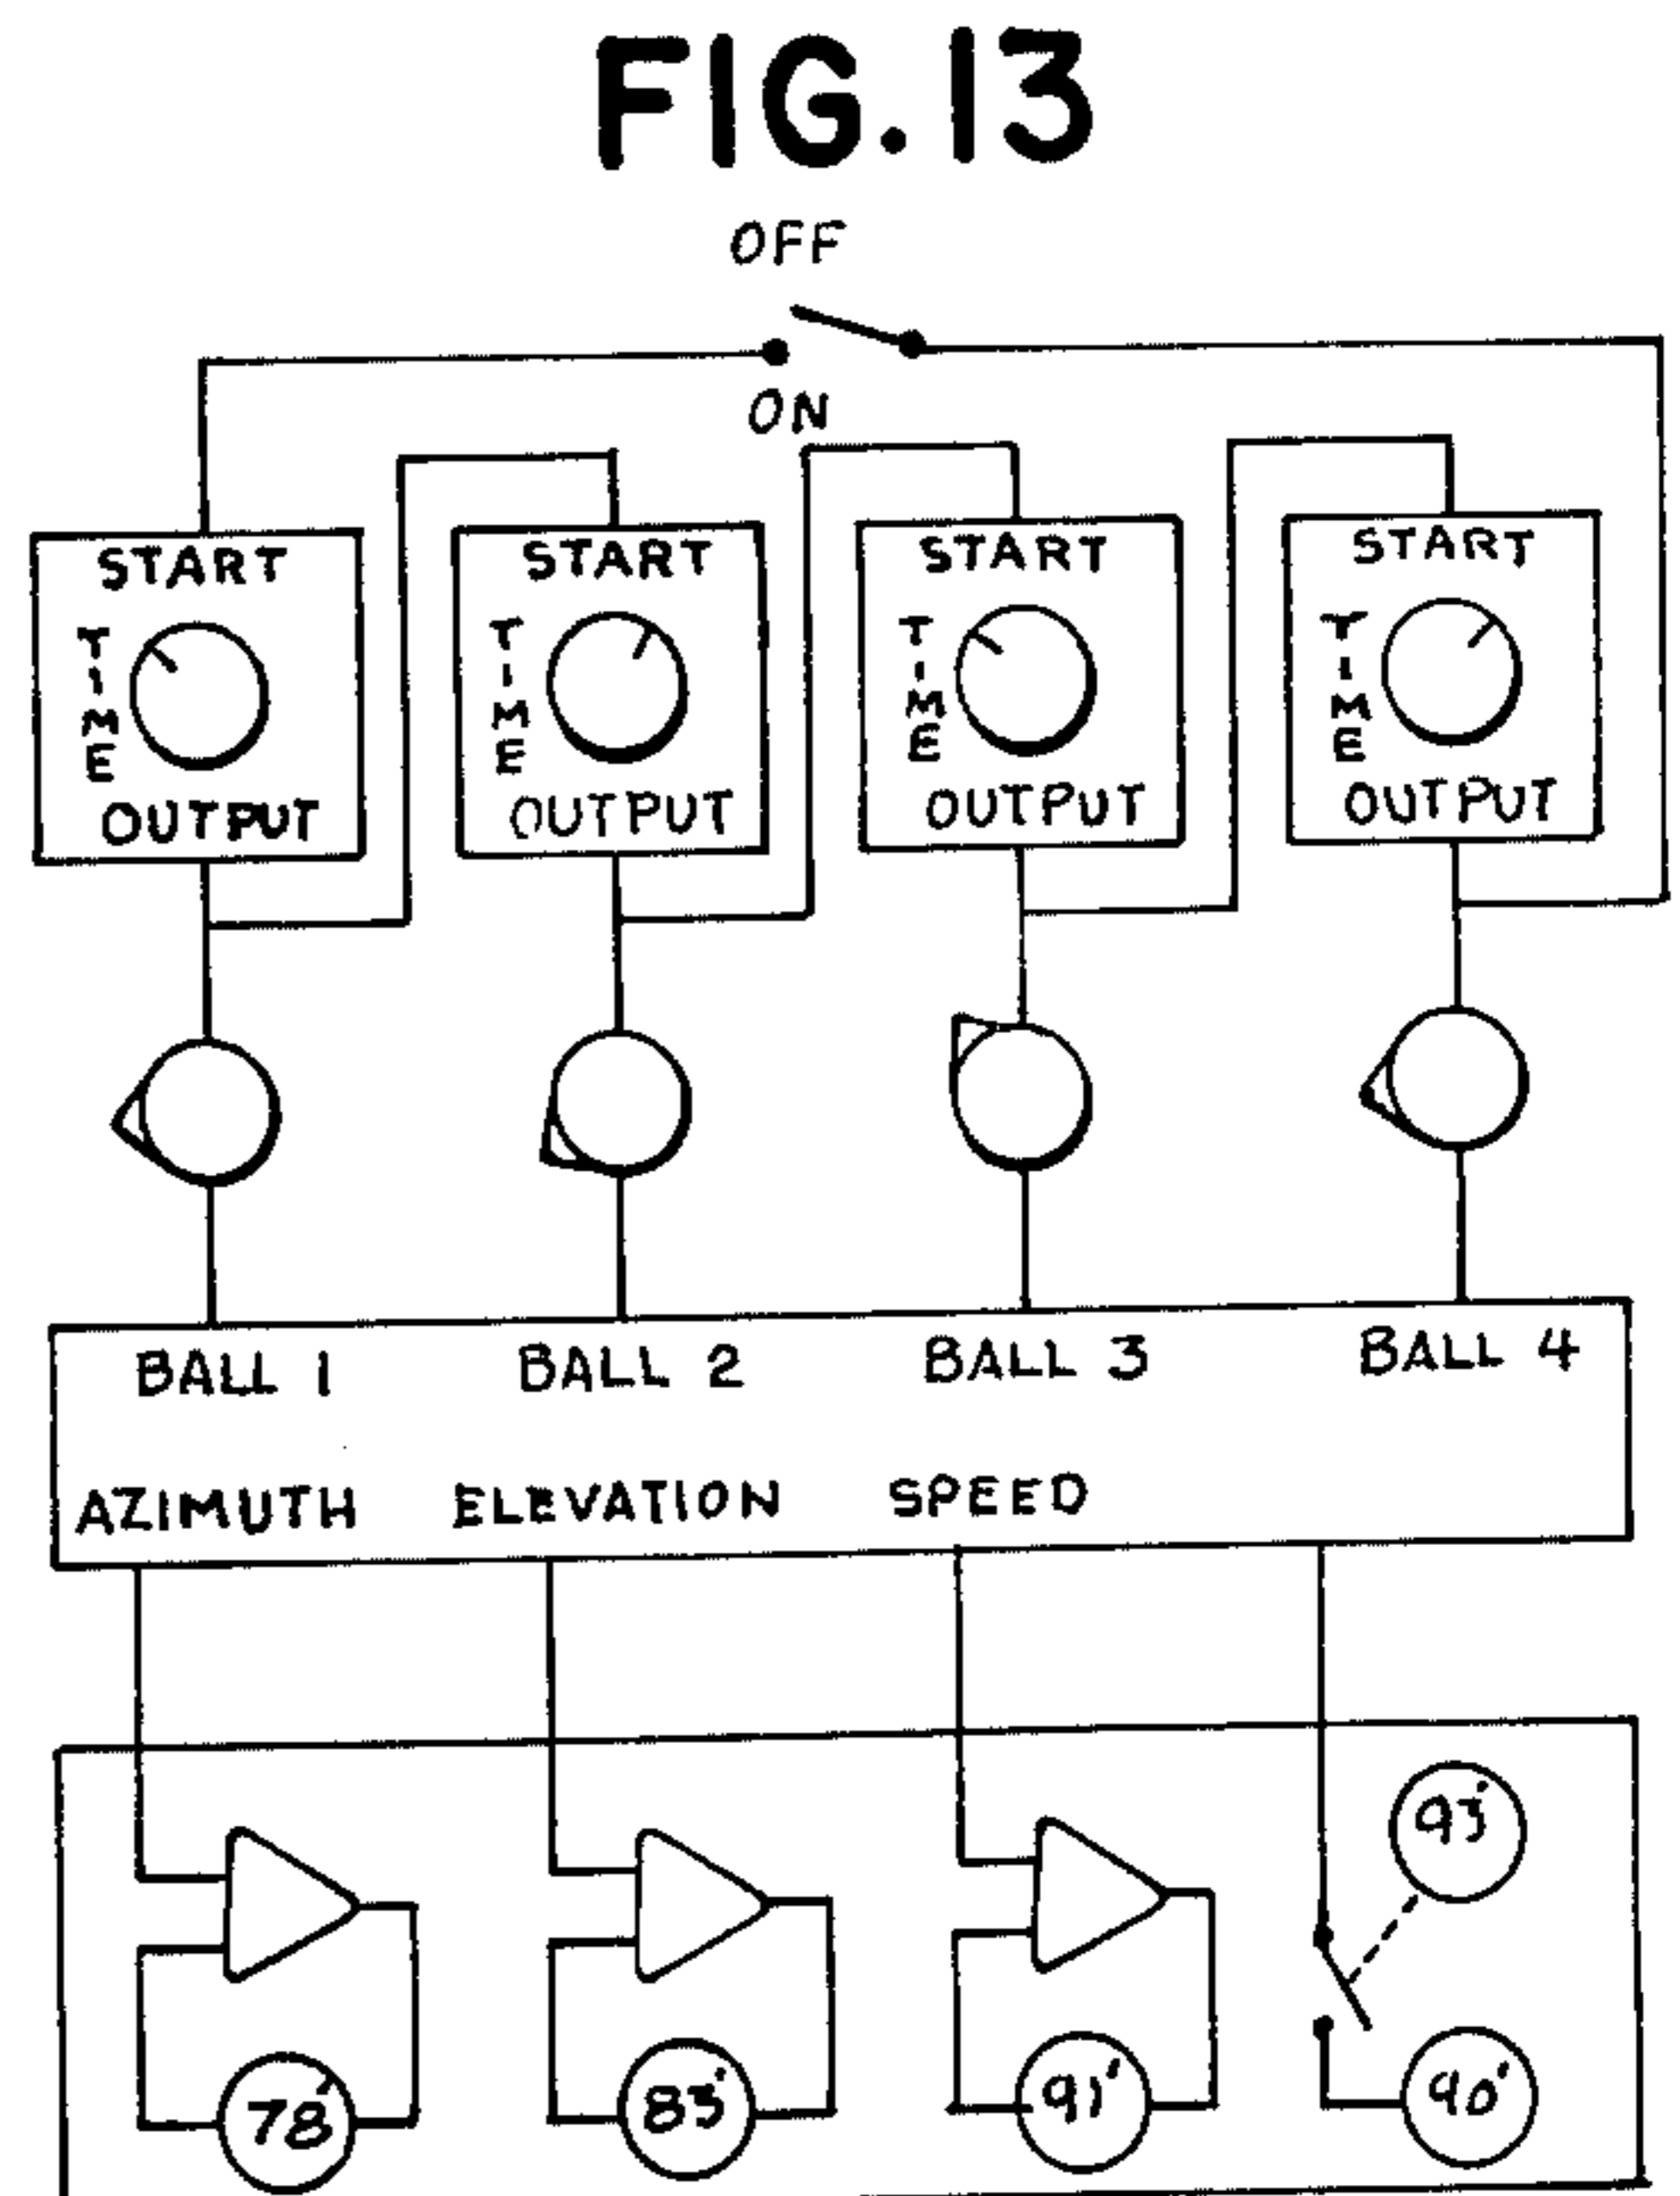 FIG.13
OFF
ON
START START START START
TIME TIME TIME TIME
OUTPUT OUTPUT OUTPUT OUTPUT
BALL 1 BALL 2 BALL 3 BALL 4
AZIMUTH ELEVATION SPEED
93'
78' 83' 91' 90'